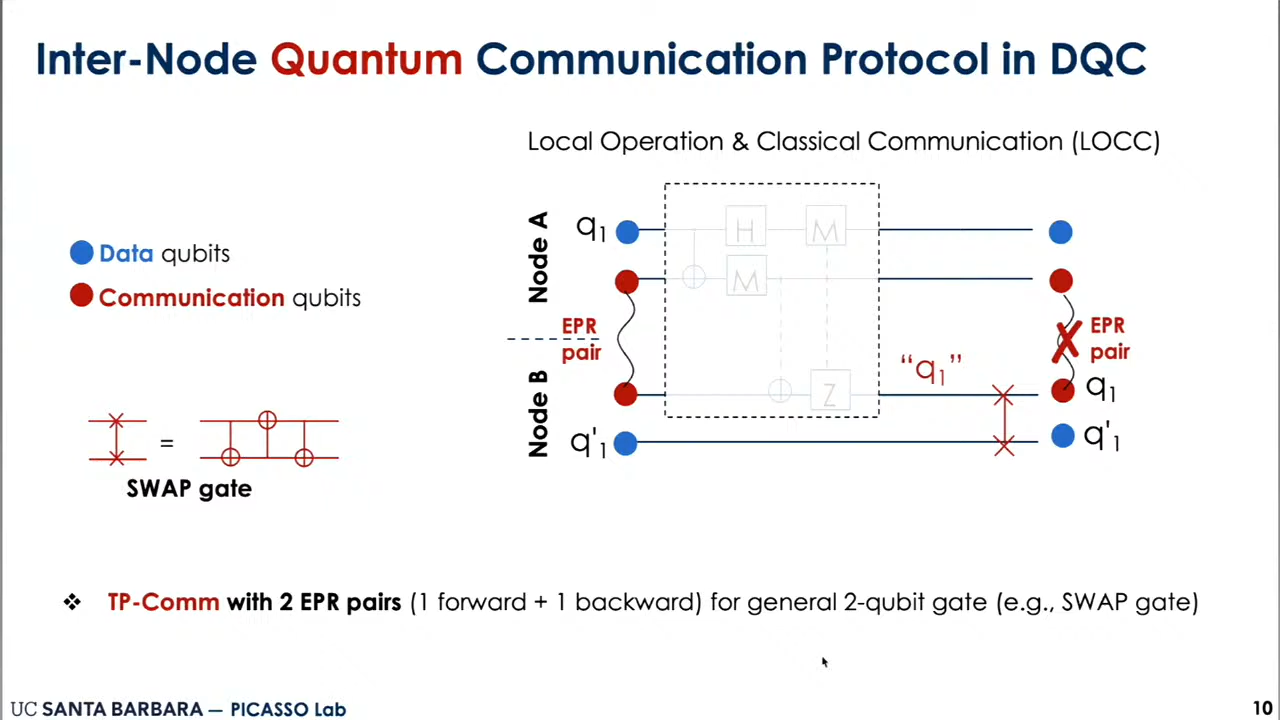 Inter-Node Quantum Communication Protocol in DQC
Local Operation & Classical Communication (LOCC)
Data qubits
Communication qubits
Node A
q1
H
M
M
EPR
pair
EPR
pair
Node B
Z
“q1”
q1
q'1
q'1
=
SWAP gate
❖ TP-Comm with 2 EPR pairs (1 forward + 1 backward) for general 2-qubit gate (e.g., SWAP gate)
UC SANTA BARBARA — PICASSO Lab
10